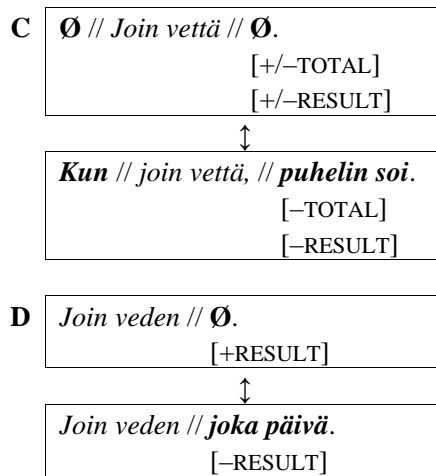 C Ø // Join vettä // Ø.
[+/–TOTAL]
[+/–RESULT]
↕
Kun // join vettä, // puhelin soi.
[–TOTAL]
[–RESULT]
D Join veden // Ø.
[+RESULT]
↕
Join veden // joka päivä.
[–RESULT]